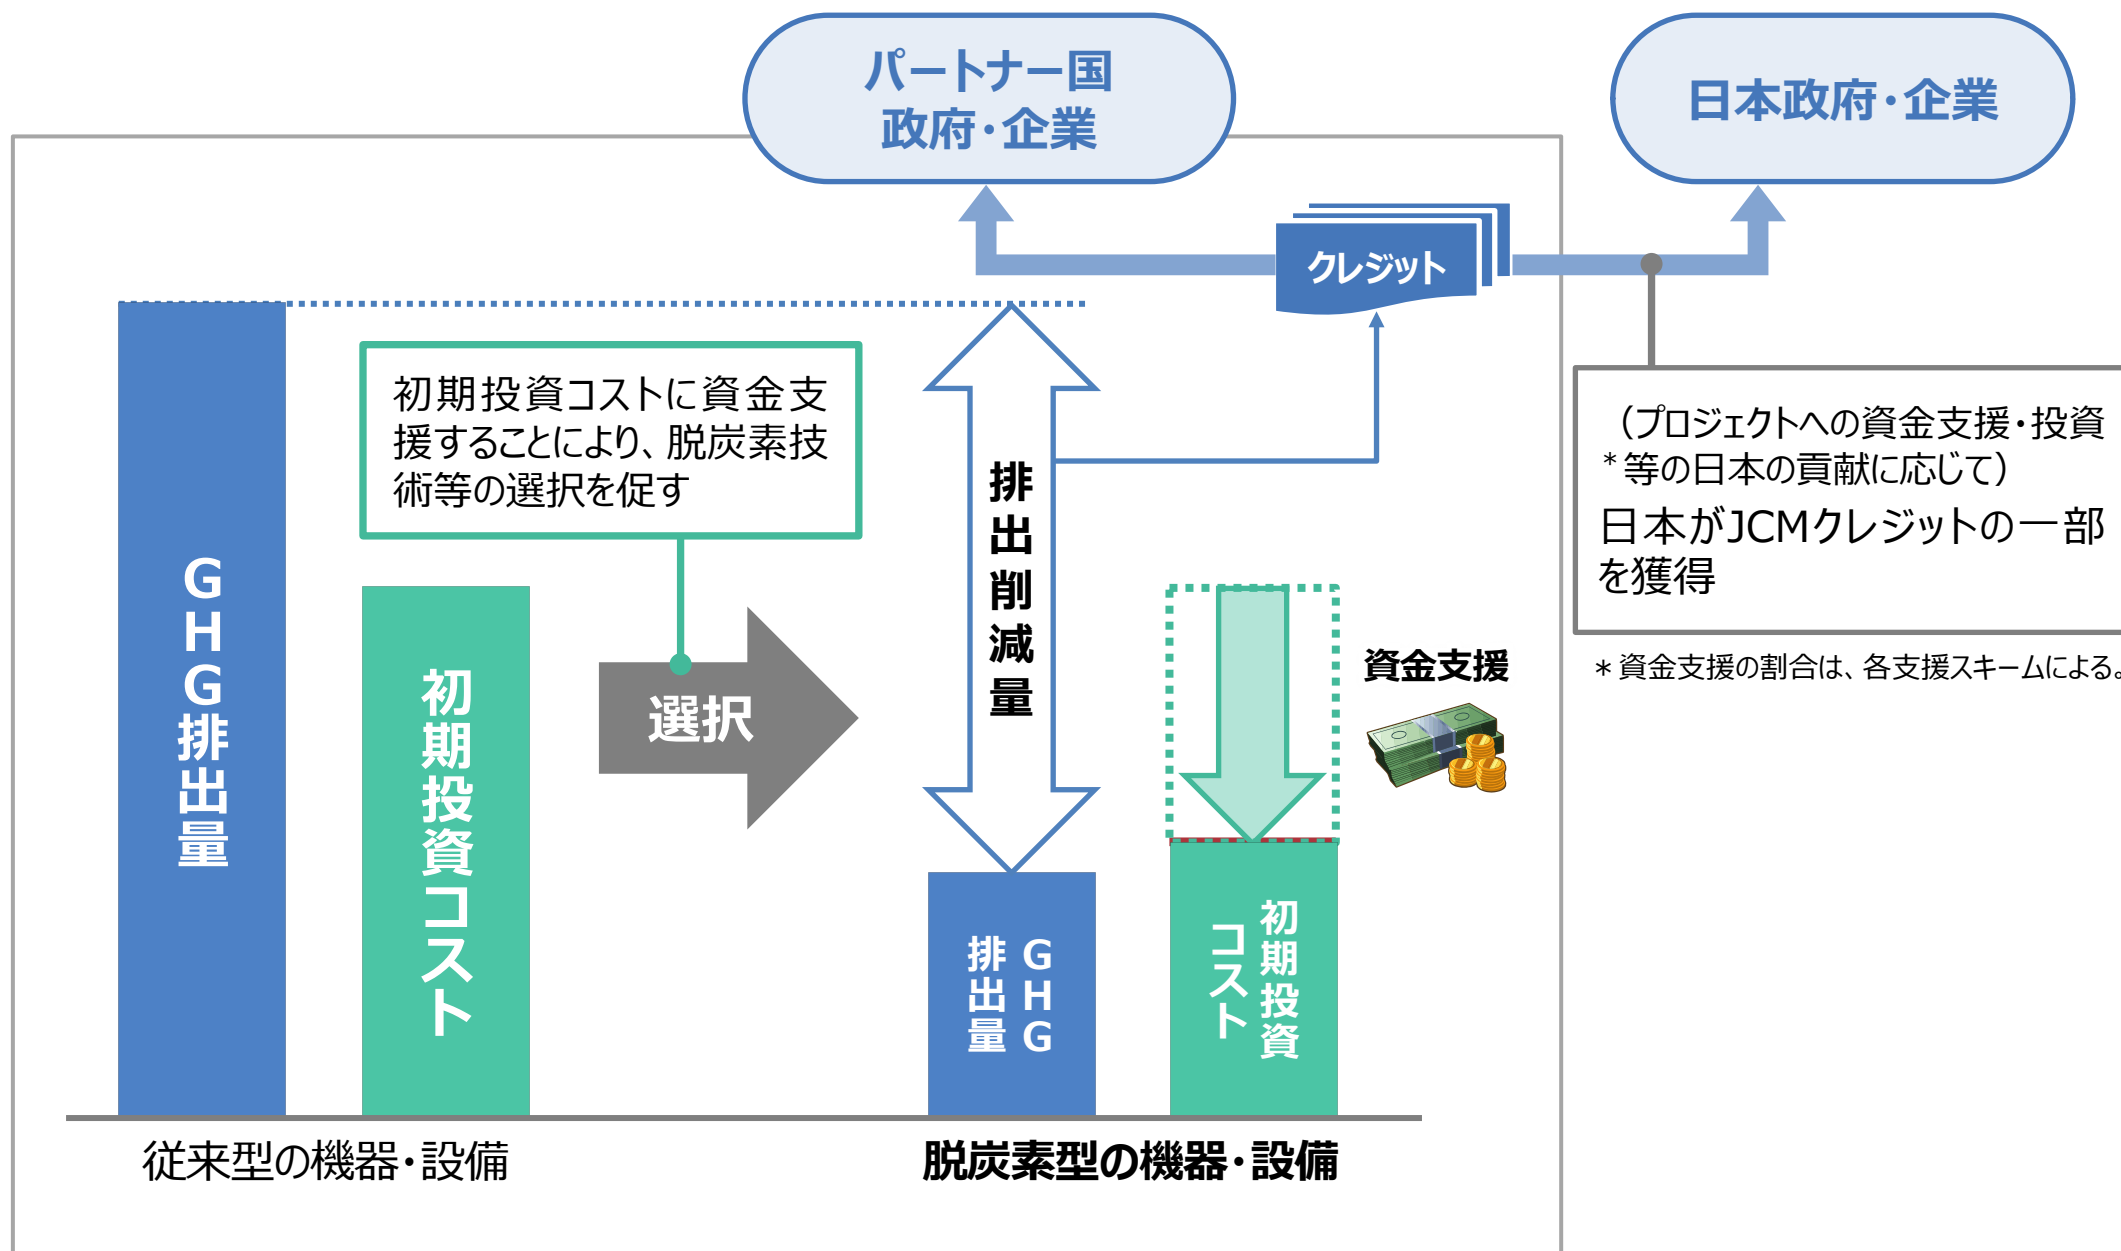 パートナー国
政府・企業
日本政府・企業
クレジット
初期投資コストに資金支
援することにより、脱炭素技
術等の選択を促す
（プロジェクトへの資金支援・投資
*等の日本の貢献に応じて）
日本がJCMクレジットの一部
を獲得
＊資金支援の割合は、各支援スキームによる。
GHG排出量
初期投資コスト
選択
排出削減量
資金支援
GHG
排出量
初期投資
コスト
従来型の機器・設備
脱炭素型の機器・設備